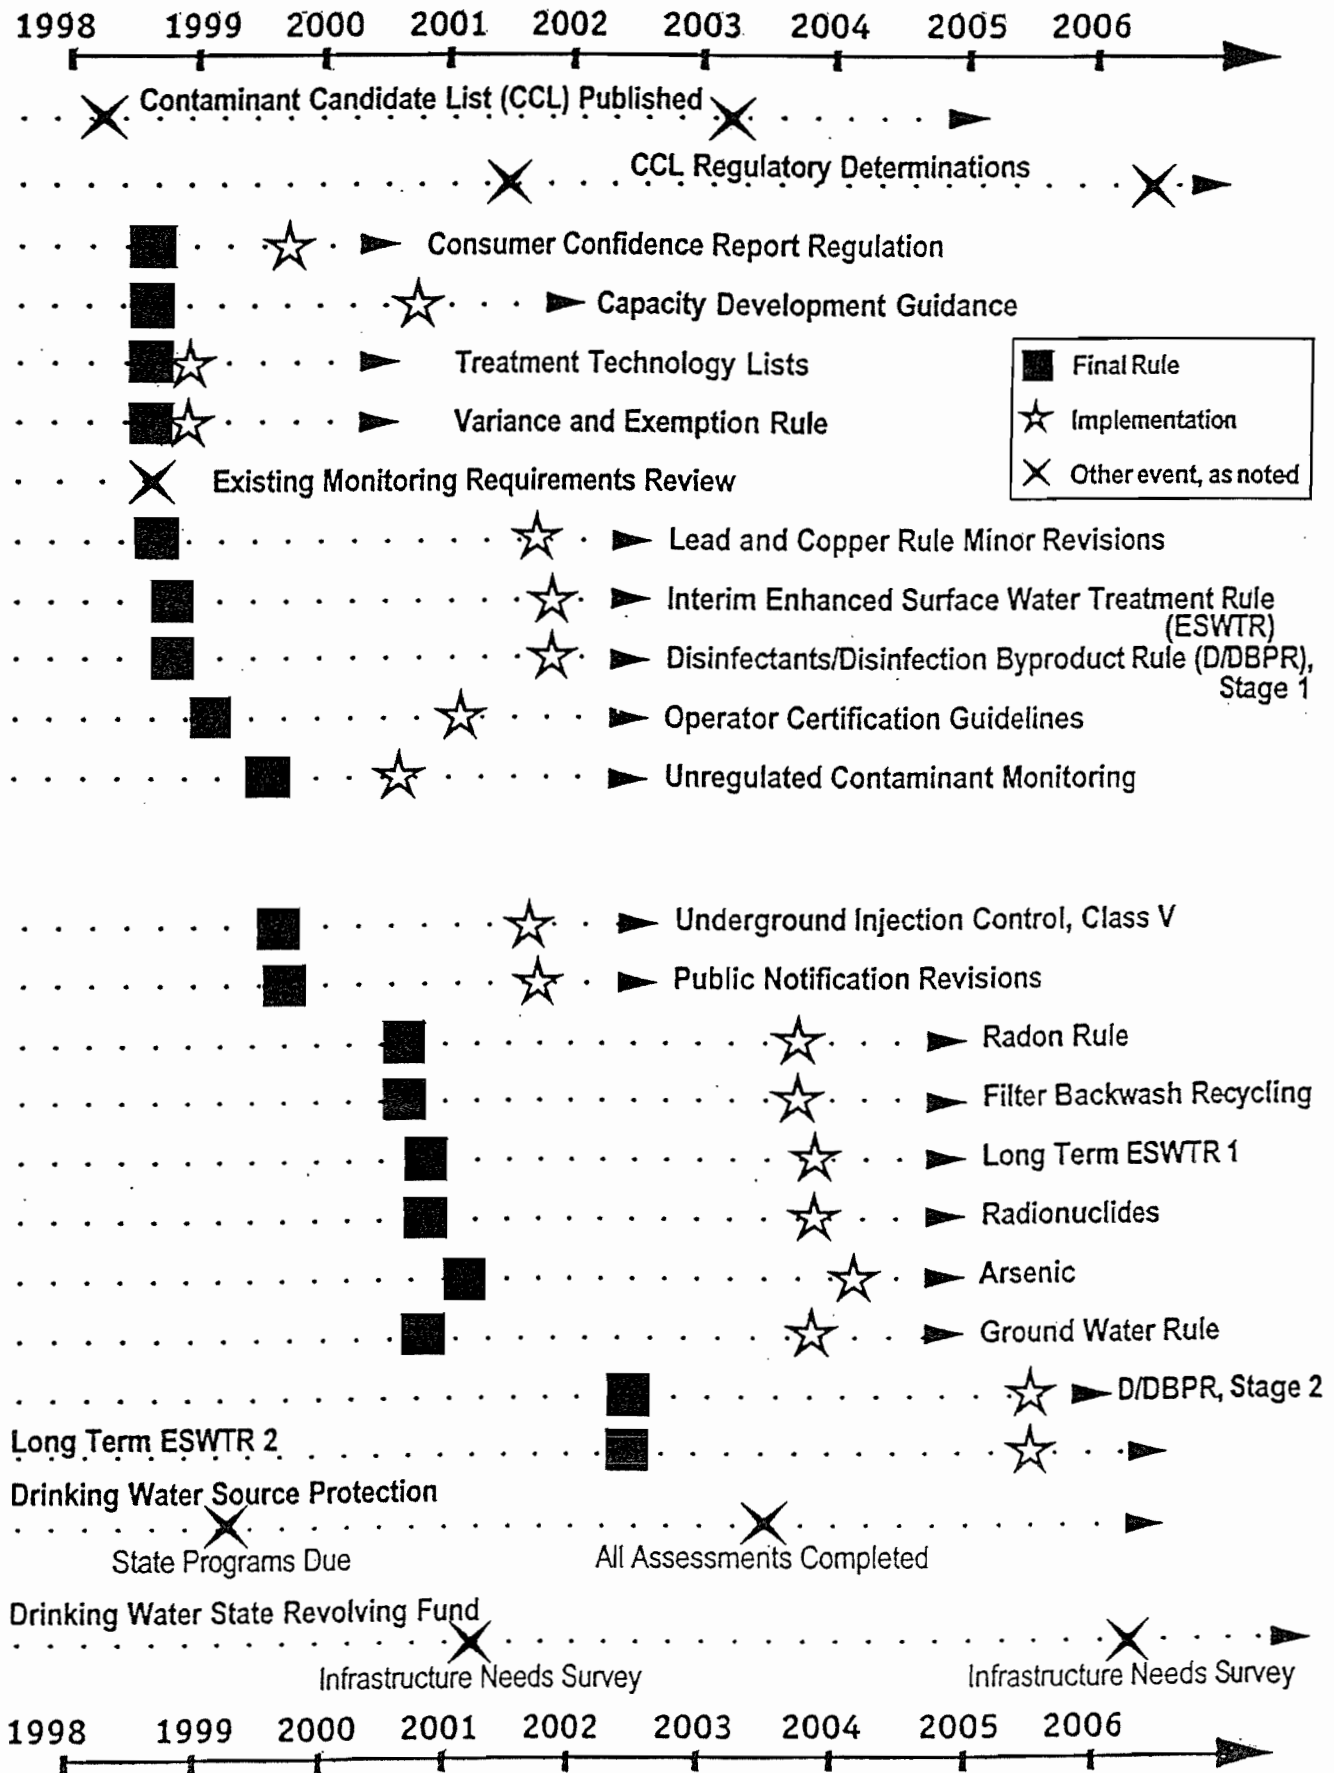 1998 1999 2000 2001 2002 2003 2004 2005 2006
Contaminant Candidate List (CCL) Published
CCL Regulatory Determinations
Consumer Confidence Report Regulation
Capacity Development Guidance
Treatment Technology Lists
Final Rule
Variance and Exemption Rule
Implementation
Existing Monitoring Requirements Review
Other event, as noted
Lead and Copper Rule Minor Revisions
Interim Enhanced Surface Water Treatment Rule
(ESWTR)
Disinfectants/Disinfection Byproduct Rule (D/DBPR),
Stage 1
Operator Certification Guidelines
Unregulated Contaminant Monitoring
Underground Injection Control, Class V
Public Notification Revisions
Radon Rule
Filter Backwash Recycling
Long Term ESWTR 1
Radionuclides
Arsenic
Ground Water Rule
D/DBPR, Stage 2
Long Term ESWTR 2
Drinking Water Source Protection
State Programs Due
All Assessments Completed
Drinking Water State Revolving Fund
Infrastructure Needs Survey
Infrastructure Needs Survey
1998 1999 2000 2001 2002 2003 2004 2005 2006